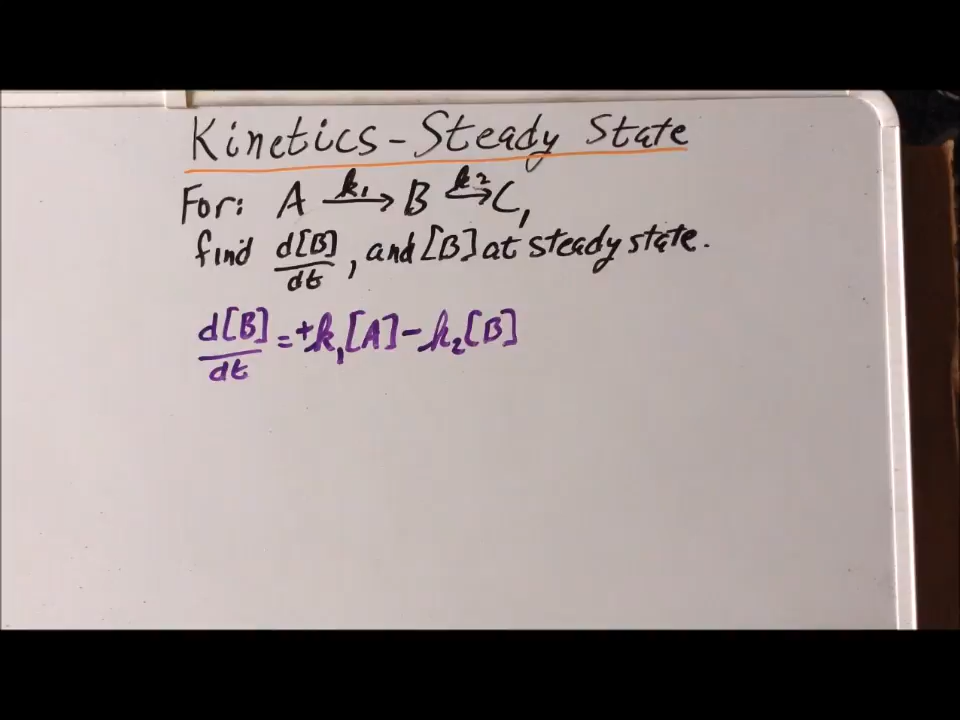 Kinetics - Steady State
For: A —k₁→ B —k₂→ C,
find d[B]/dt, and [B] at steady state.
d[B]/dt = +k₁[A] - k₂[B]